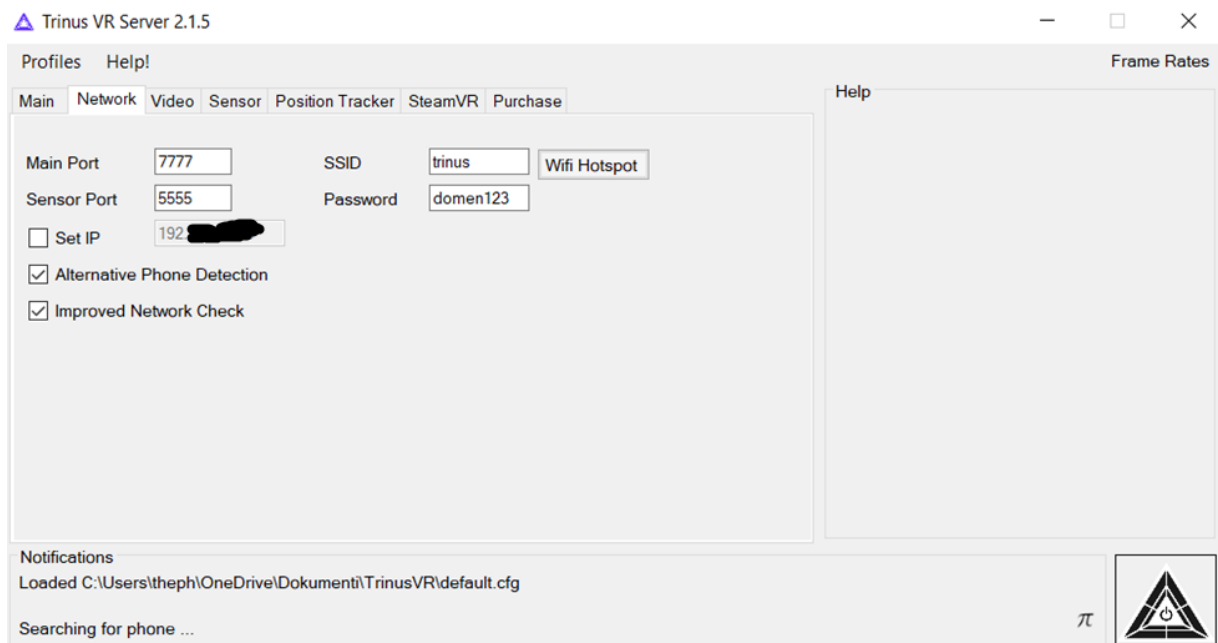 Trinus VR Server 2.1.5
Profiles Help! Frame Rates
Main Network Video Sensor Position Tracker SteamVR Purchase
Help
Main Port 7777 SSID trinus Wifi Hotspot
Sensor Port 5555 Password domen123
Set IP 192.
Alternative Phone Detection
Improved Network Check
Notifications
Loaded C:\Users\theph\OneDrive\Dokumenti\TrinusVR\default.cfg
Searching for phone ...
π